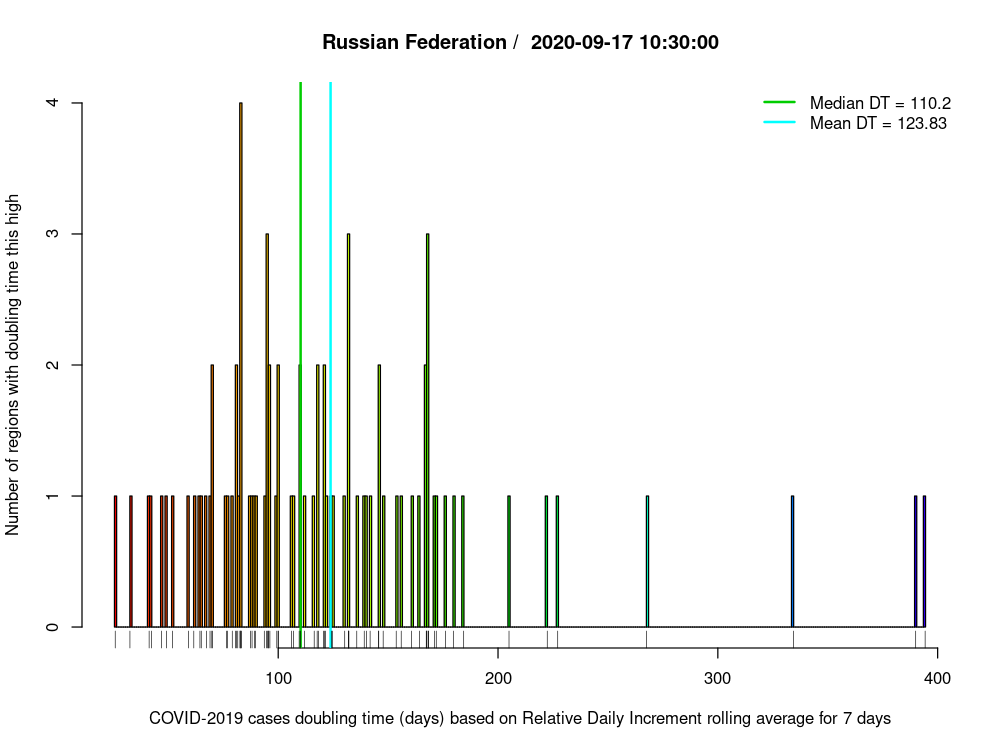 Russian Federation /  2020-09-17 10:30:00
Median DT = 110.2
Mean DT = 123.83
Number of regions with doubling time this high
4
3
2
1
0
100 200 300 400
COVID-2019 cases doubling time (days) based on Relative Daily Increment rolling average for 7 days